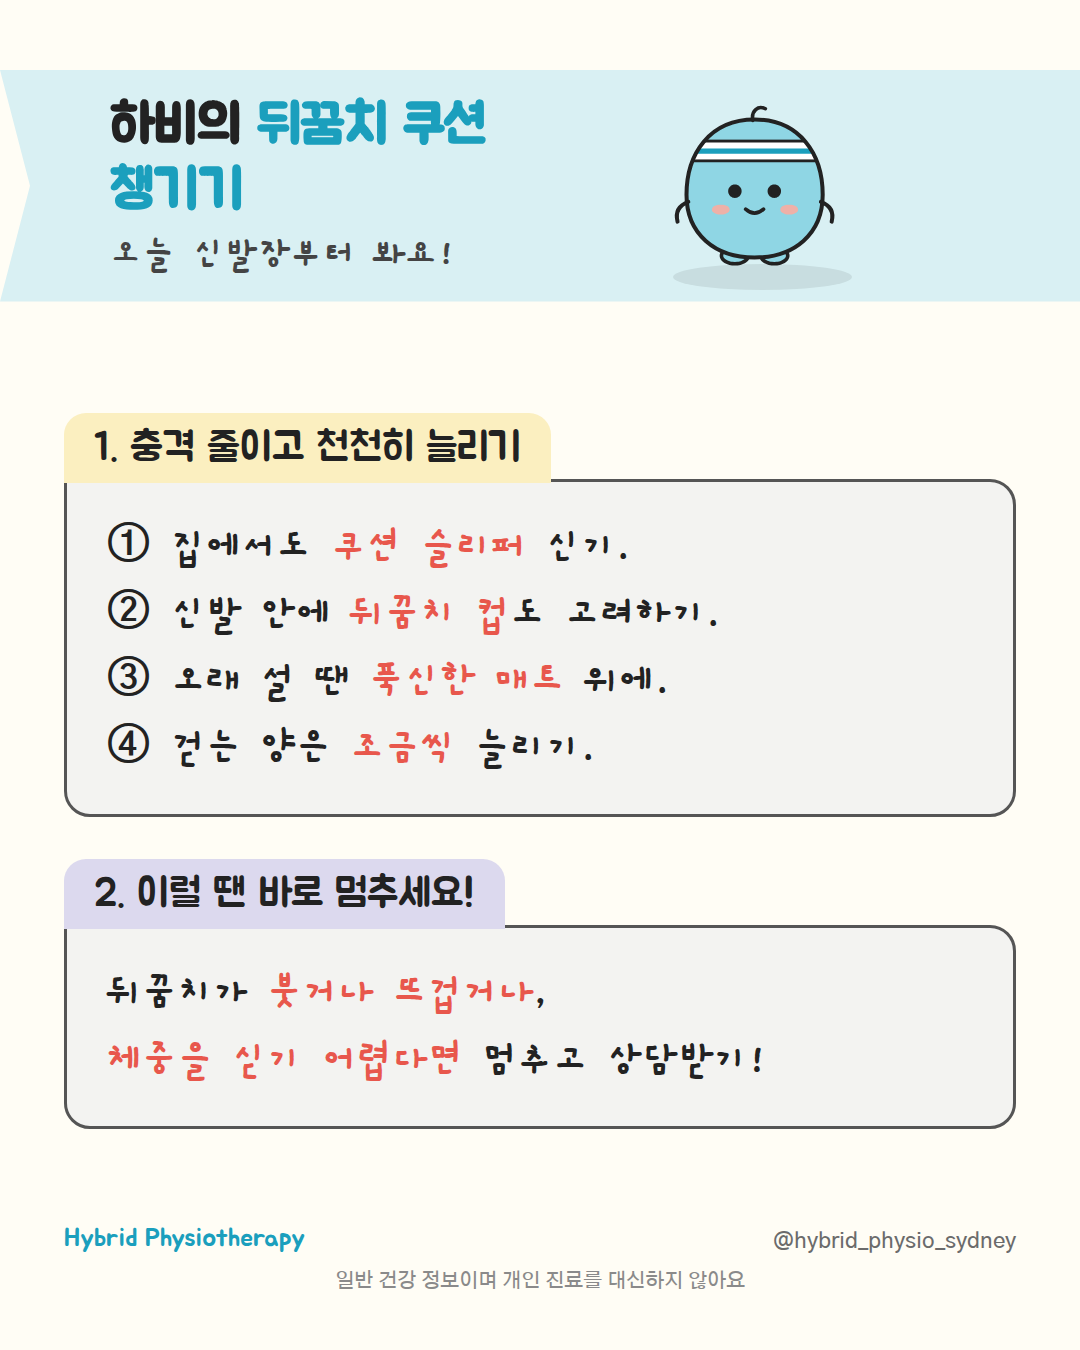 하비의 뒤꿈치 쿠션
챙기기
오늘 신발장부터 봐요!
1. 충격 줄이고 천천히 늘리기
① 집에서도 쿠션 슬리퍼 신기.
② 신발 안에 뒤꿈치 컵도 고려하기.
③ 오래 설 땐 푹신한 매트 위에.
④ 걷는 양은 조금씩 늘리기.
2. 이럴 땐 바로 멈추세요!
뒤꿈치가 붓거나 뜨겁거나,
체중을 싣기 어렵다면 멈추고 상담받기!
Hybrid Physiotherapy
@hybrid_physio_sydney
일반 건강 정보이며 개인 진료를 대신하지 않아요